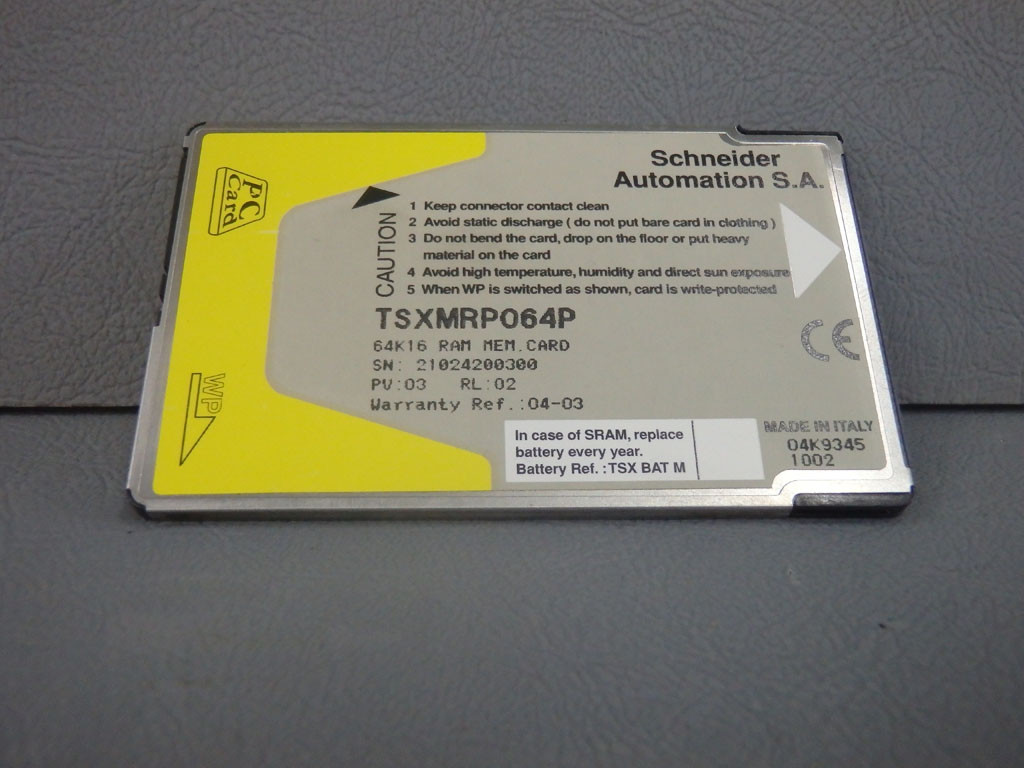 PC
Card
WP
Schneider
Automation S.A.
CAUTION
1 Keep connector contact clean
2 Avoid static discharge ( do not put bare card in clothing )
3 Do not bend the card, drop on the floor or put heavy
material on the card
4 Avoid high temperature, humidity and direct sun exposure
5 When WP is switched as shown, card is write-protected
TSXMRP064P
64K16 RAM MEM.CARD
SN: 21024200300
PV:03 RL:02
Warranty Ref.:04-03
In case of SRAM, replace
battery every year.
Battery Ref. : TSX BAT M
CE
MADE IN ITALY
04K9345
1002